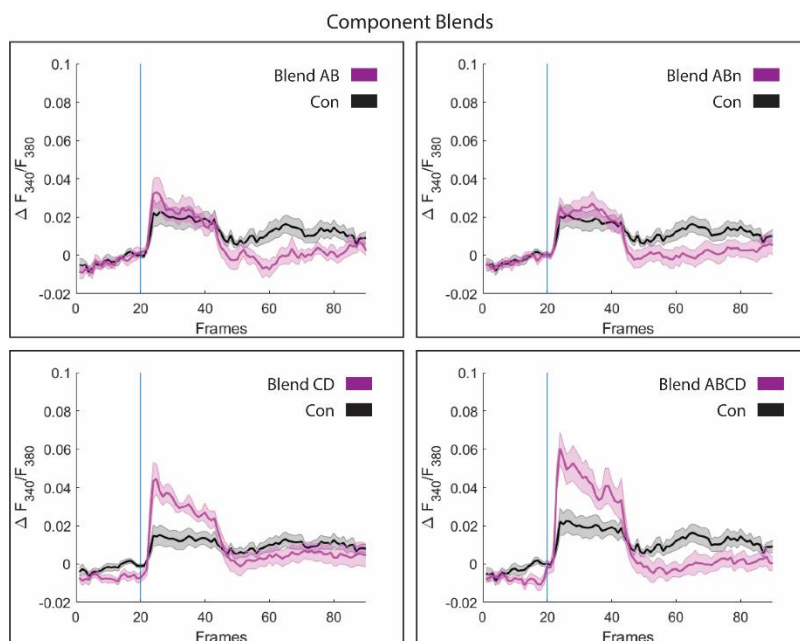 Component Blends
0.1
0.08
0.06
0.04
0.02
0
-0.02
Δ F340/F380
0 20 40 60 80
Frames
Blend AB
Con
0.1
0.08
0.06
0.04
0.02
0
-0.02
Δ F340/F380
0 20 40 60 80
Frames
Blend ABn
Con
0.1
0.08
0.06
0.04
0.02
0
-0.02
Δ F340/F380
0 20 40 60 80
Frames
Blend CD
Con
0.1
0.08
0.06
0.04
0.02
0
-0.02
Δ F340/F380
0 20 40 60 80
Frames
Blend ABCD
Con